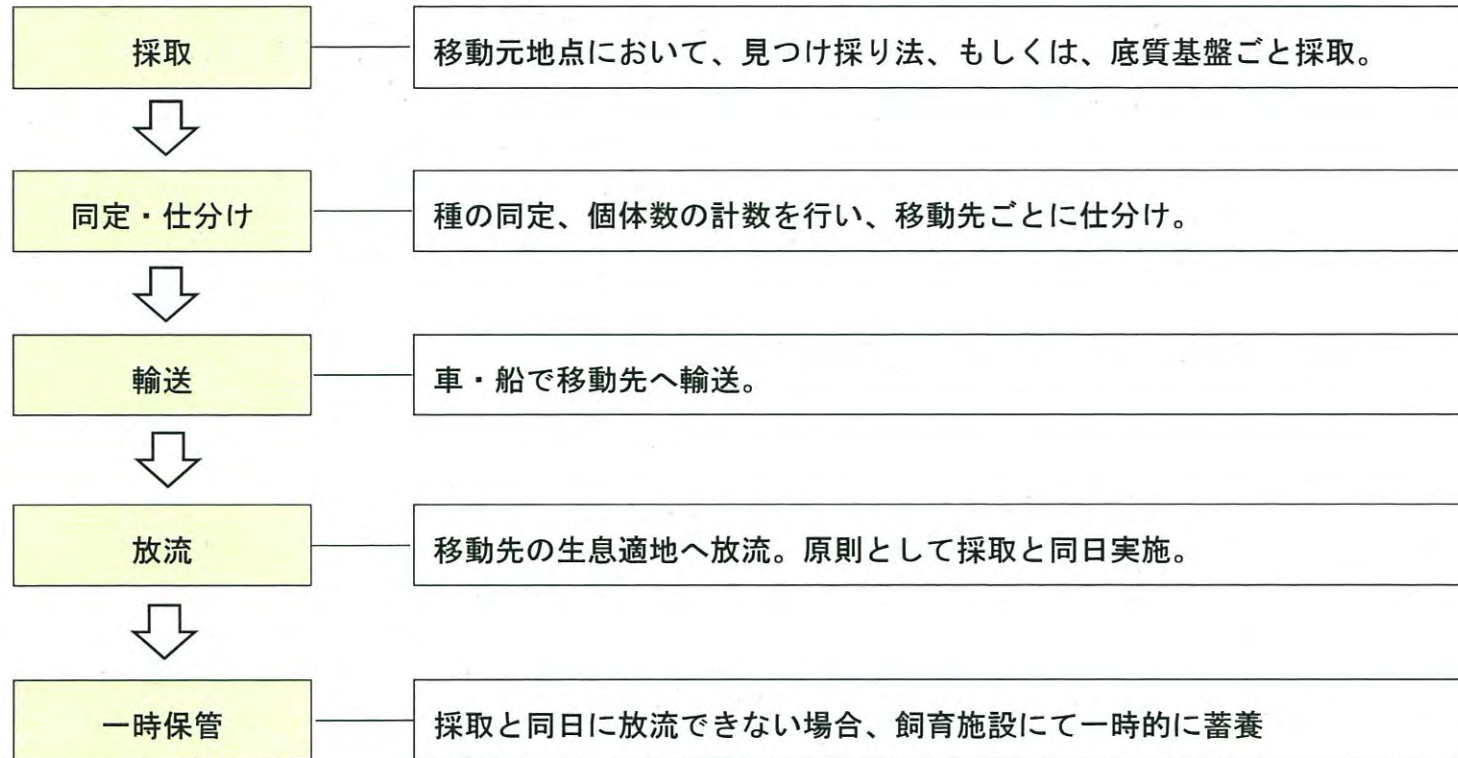 採取
移動元地点において、見つけ採り法、もしくは、底質基盤ごと採取。
同定・仕分け
種の同定、個体数の計数を行い、移動先ごとに仕分け。
輸送
車・船で移動先へ輸送。
放流
移動先の生息適地へ放流。原則として採取と同日実施。
一時保管
採取と同日に放流できない場合、飼育施設にて一時的に蓄養